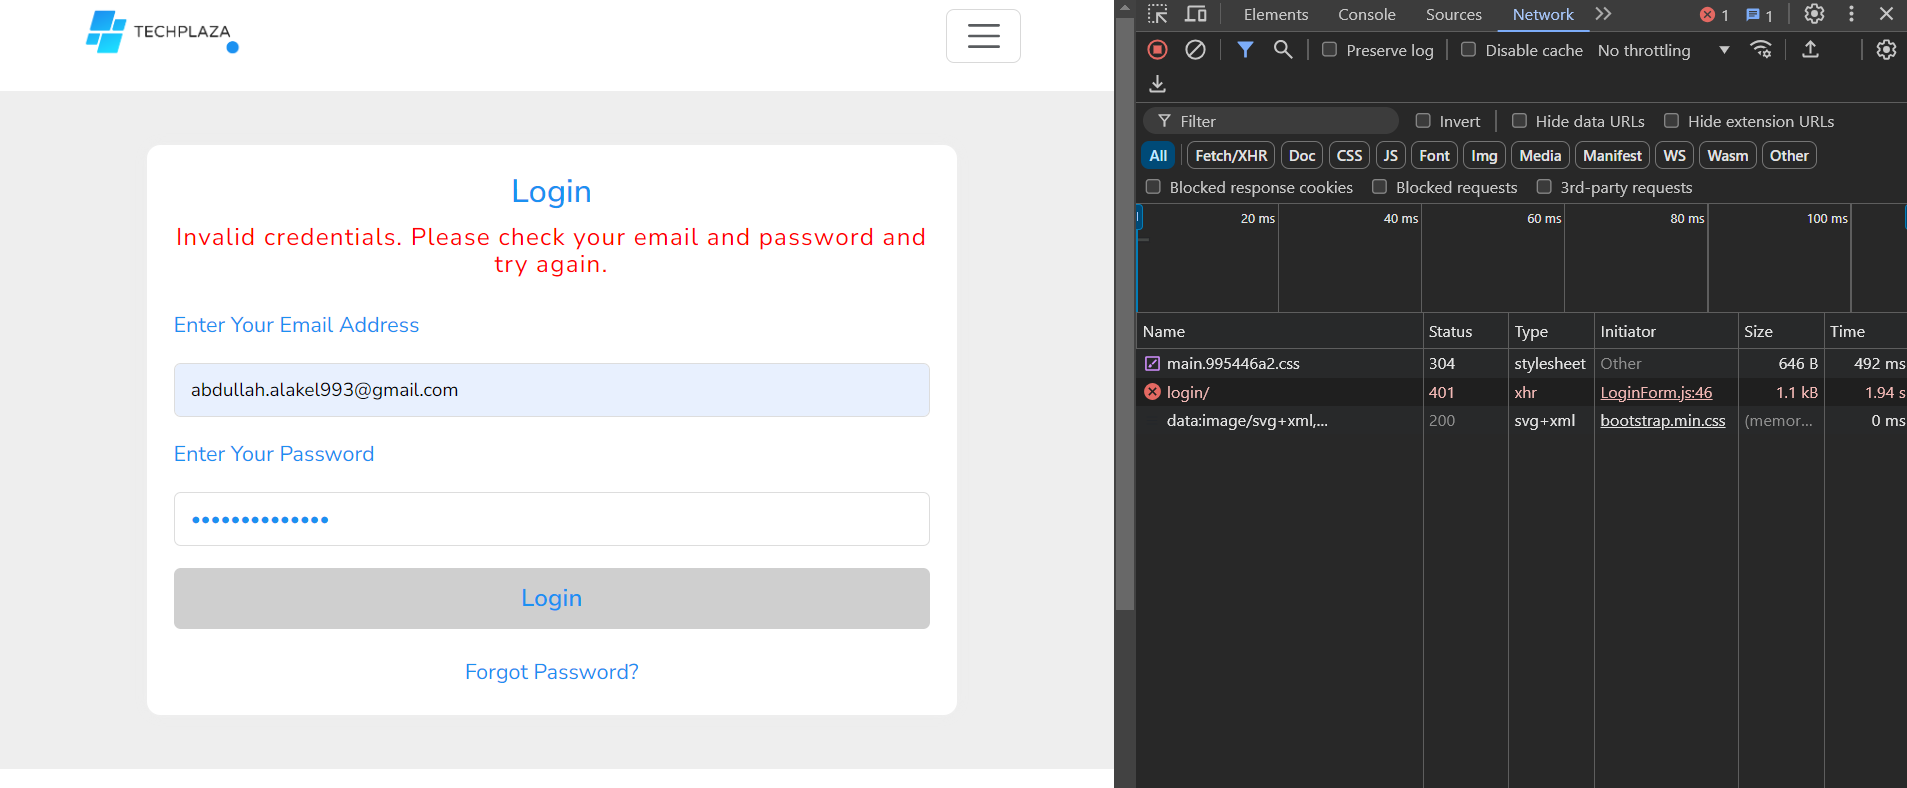 TECHPLAZA
Login
Invalid credentials. Please check your email and password and
try again.
Enter Your Email Address
abdullah.alakel993@gmail.com
Enter Your Password
••••••••••••••
Login
Forgot Password?
Elements Console Sources Network 1 1
Preserve log Disable cache No throttling
Filter Invert Hide data URLs Hide extension URLs
All Fetch/XHR Doc CSS JS Font Img Media Manifest WS Wasm Other
Blocked response cookies Blocked requests 3rd-party requests
20 ms 40 ms 60 ms 80 ms 100 ms
Name Status Type Initiator Size Time
main.995446a2.css 304 stylesheet Other 646 B 492 ms
login/ 401 xhr LoginForm.js:46 1.1 kB 1.94 s
data:image/svg+xml,... 200 svg+xml bootstrap.min.css (memor... 0 ms